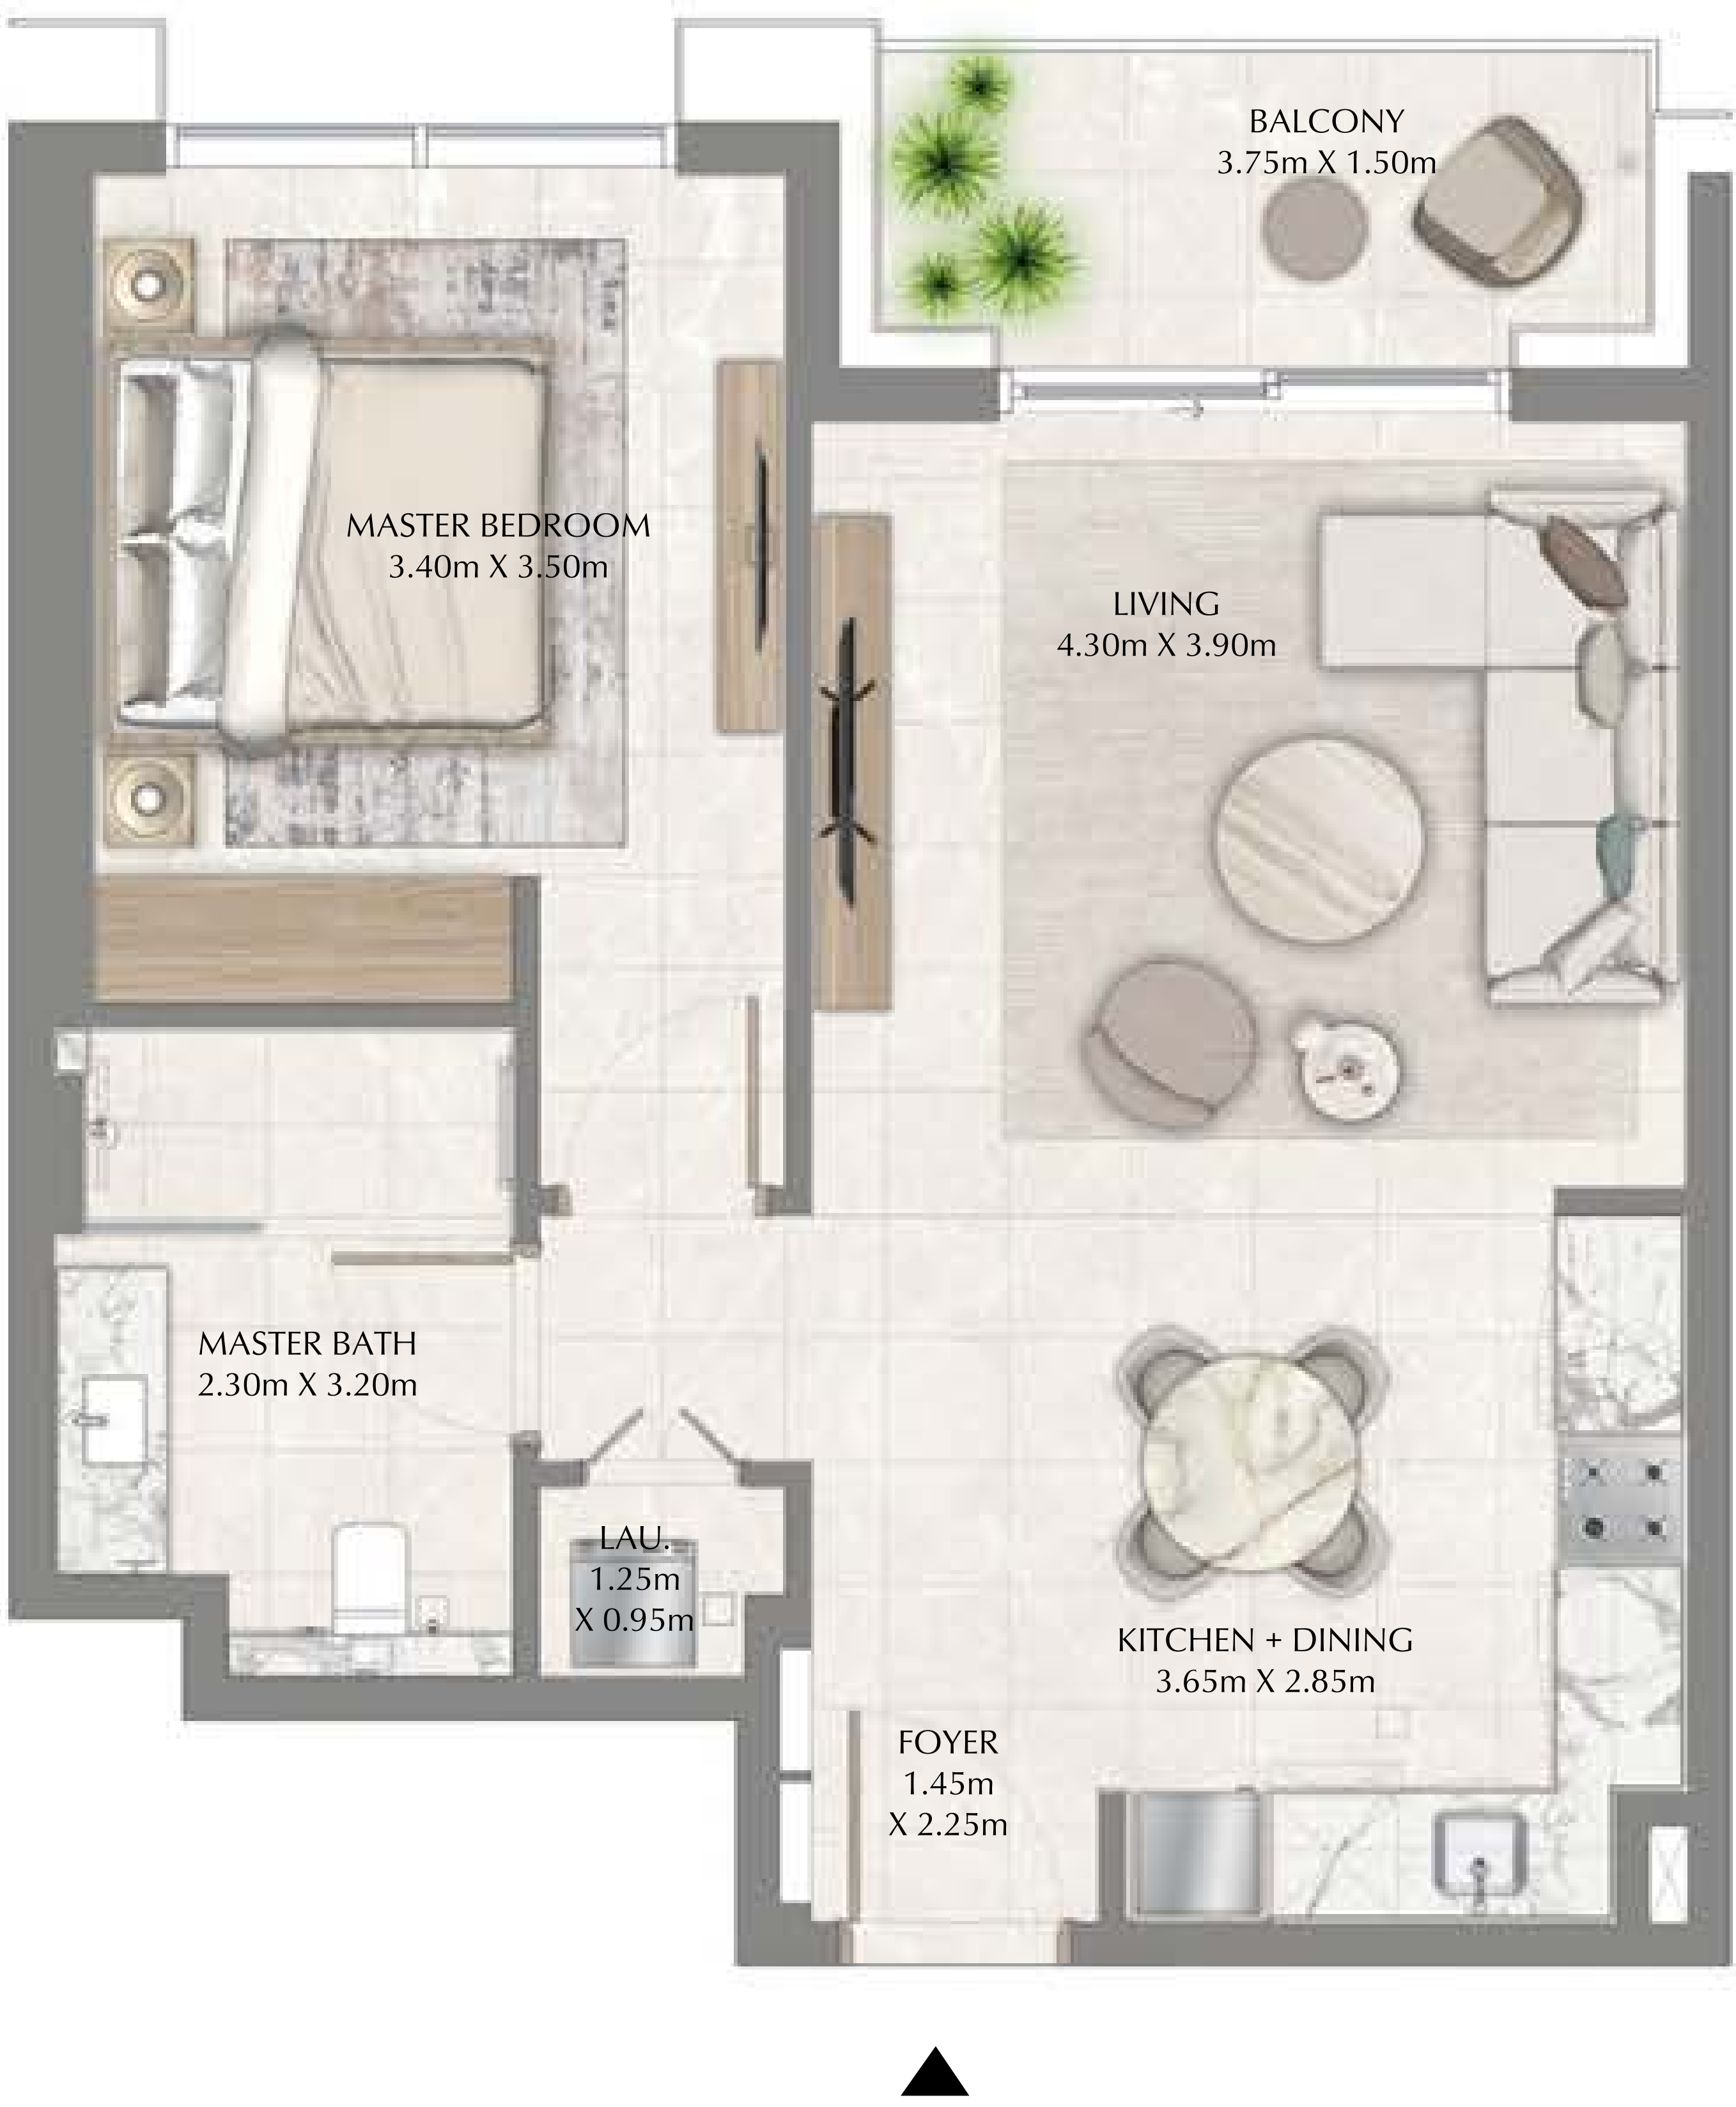 BALCONY
3.75m X 1.50m
MASTER BEDROOM
3.40m X 3.50m
LIVING
4.30m X 3.90m
MASTER BATH
2.30m X 3.20m
LAU.
1.25m
X 0.95m
KITCHEN + DINING
3.65m X 2.85m
FOYER
1.45m
X 2.25m